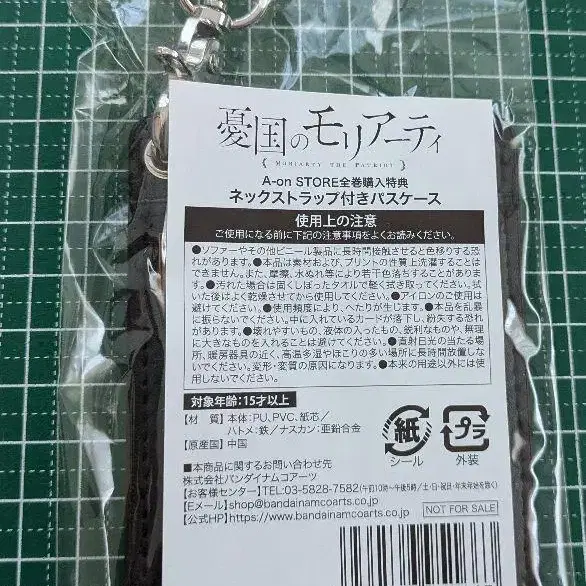 憂国のモリアーティ
MORIARTY THE PATRIOT
A-on STORE全巻購入特典
ネックストラップ付きパスケース
使用上の注意
ご使用になる前に下記の注意事項をよくお読みください。
●ソファーやその他ビニール製品に長時間接触させると色移りする恐
れがあります。●本品は素材および、プリントの性質上洗濯することは
できません。また、摩擦、水ぬれ等により若干色落ちすることがありま
す。●汚れた場合は固くしぼったタオルで軽く拭き取ってください。拭
いた後はよく乾燥させてから使用してください。●アイロンのご使用は
避けてください。●使用頻度により、へたりが生じます。●本品を乱暴
に振らないでください。中に入れているカードが落下し、紛失する恐れ
があります。●壊れやすいもの、液体の入ったもの、鋭利なものや、無理
に大きなものを入れることは避けてください。●直射日光の当たる場
所、暖房器具の近く、高温多湿やほこりの多い場所に長時間放置しな
いでください。変形・変質の原因になります。●本来の用途以外には使
用しないでください。
対象年齢:15才以上
【材 質】本体:PU、PVC、紙芯/
ハトメ:鉄/ナスカン:亜鉛合金
【原産国】中国
紙
シール
プラ
外装
■本商品に関するお問い合わせ先
株式会社バンダイナムコアーツ
【お客様センター】TEL:03-5828-7582(午前10時~午後5時/土・日・祝日・年末年始を除く)
【Eメール】shop@bandainamcoarts.co.jp
【公式HP】https://www.bandainamcoarts.co.jp
NOT FOR SALE